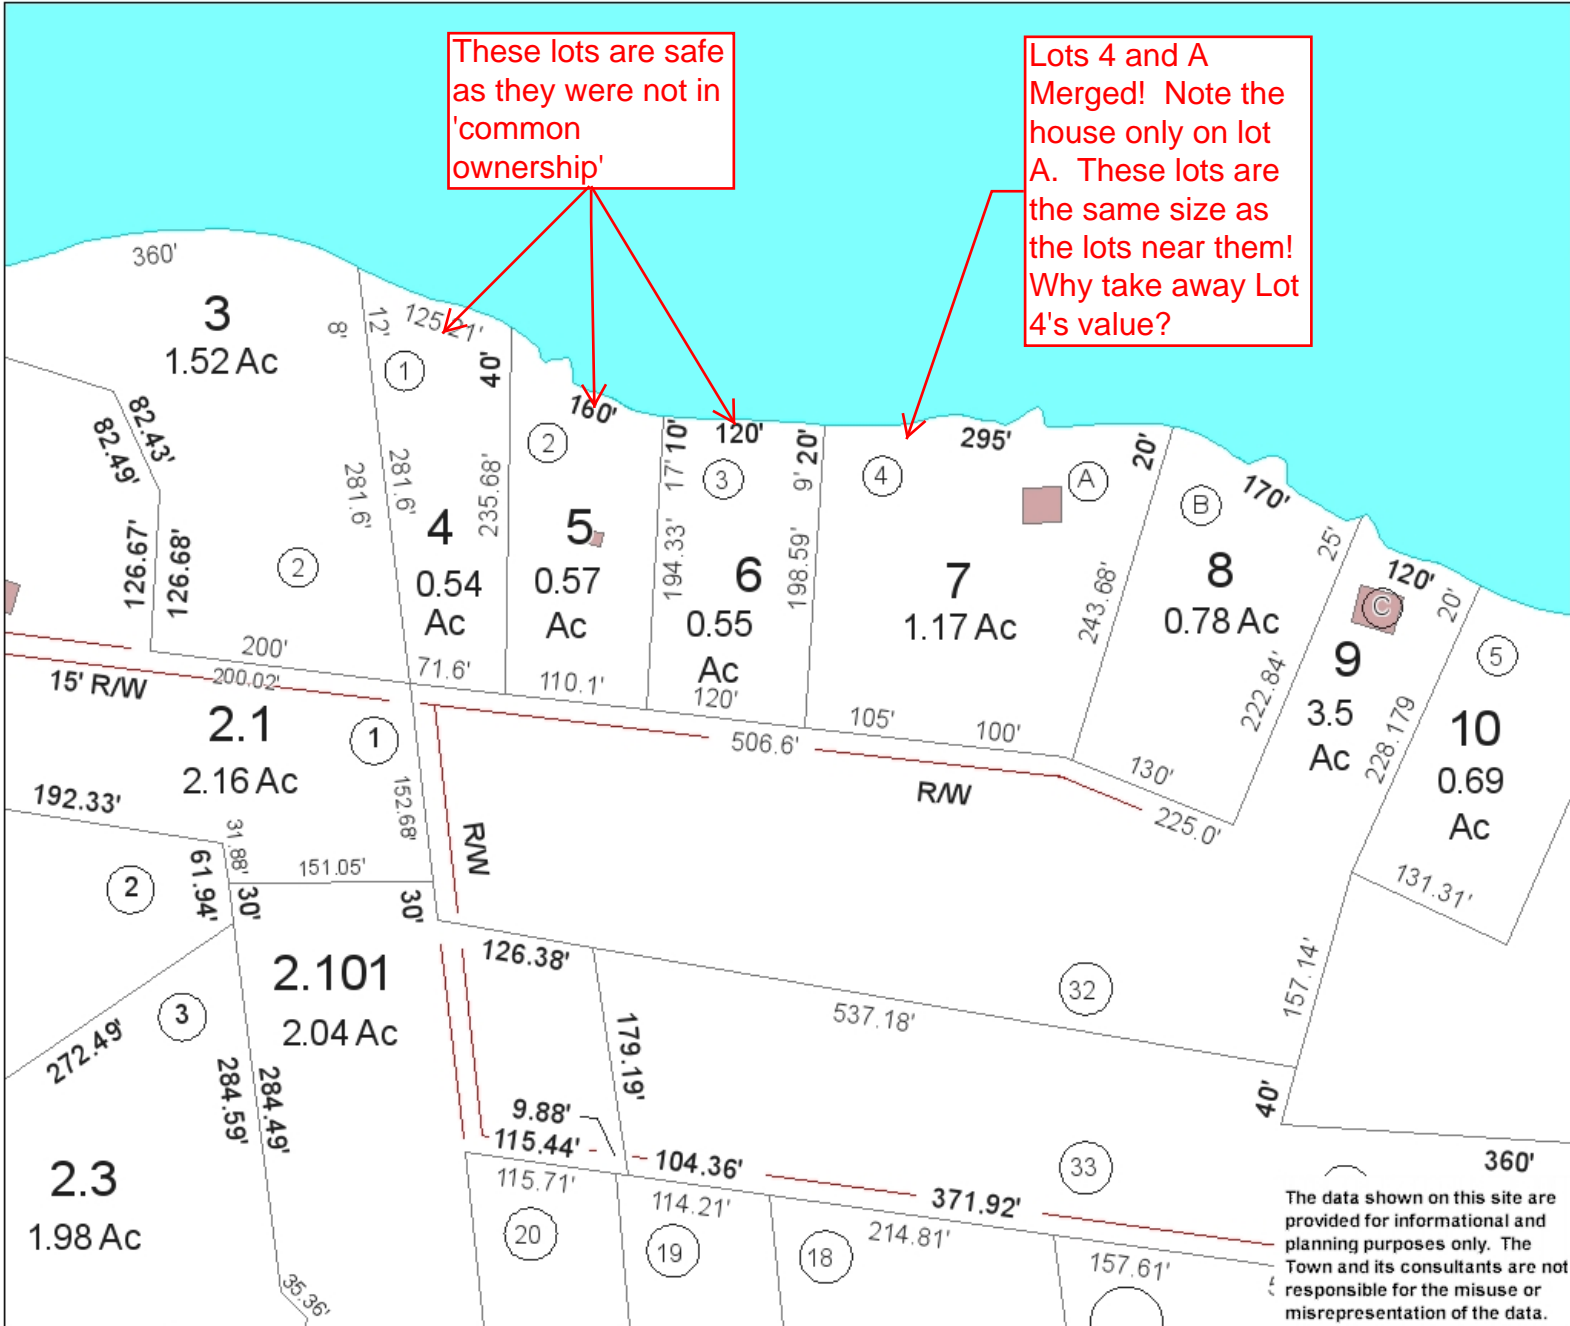 These lots are safe
as they were not in
'common
ownership'
Lots 4 and A
Merged! Note the
house only on lot
A. These lots are
the same size as
the lots near them!
Why take away Lot
4's value?
360'
3
1.52 Ac
8'
12'
125.21'
1
40'
160'
2
10'
17'
120'
3
20'
9'
4
295'
A
20'
B
170'
25'
120'
20'
C
5
82.43'
82.49'
281.6'
281.6'
235.68'
194.33'
198.59'
243.68'
222.84'
228.179
126.67'
126.68'
2
4
0.54
Ac
5
0.57
Ac
6
0.55
Ac
7
1.17 Ac
8
0.78 Ac
9
3.5
Ac
10
0.69
Ac
200'
200.02'
71.6'
110.1'
120'
105'
100'
130'
506.6'
225.0'
131.31'
15' R/W
R/W
R/W
2.1
2.16 Ac
1
152.68'
192.33'
31.88'
61.94'
30'
151.05'
30'
2
2.101
2.04 Ac
126.38'
537.18'
32
157.14'
40'
3
272.49'
284.59'
284.49'
179.19'
9.88'
115.44'
104.36'
371.92'
33
360'
2.3
1.98 Ac
35.36'
115.71'
114.21'
214.81'
157.61'
20
19
18
The data shown on this site are
provided for informational and
planning purposes only. The
Town and its consultants are not
responsible for the misuse or
misrepresentation of the data.